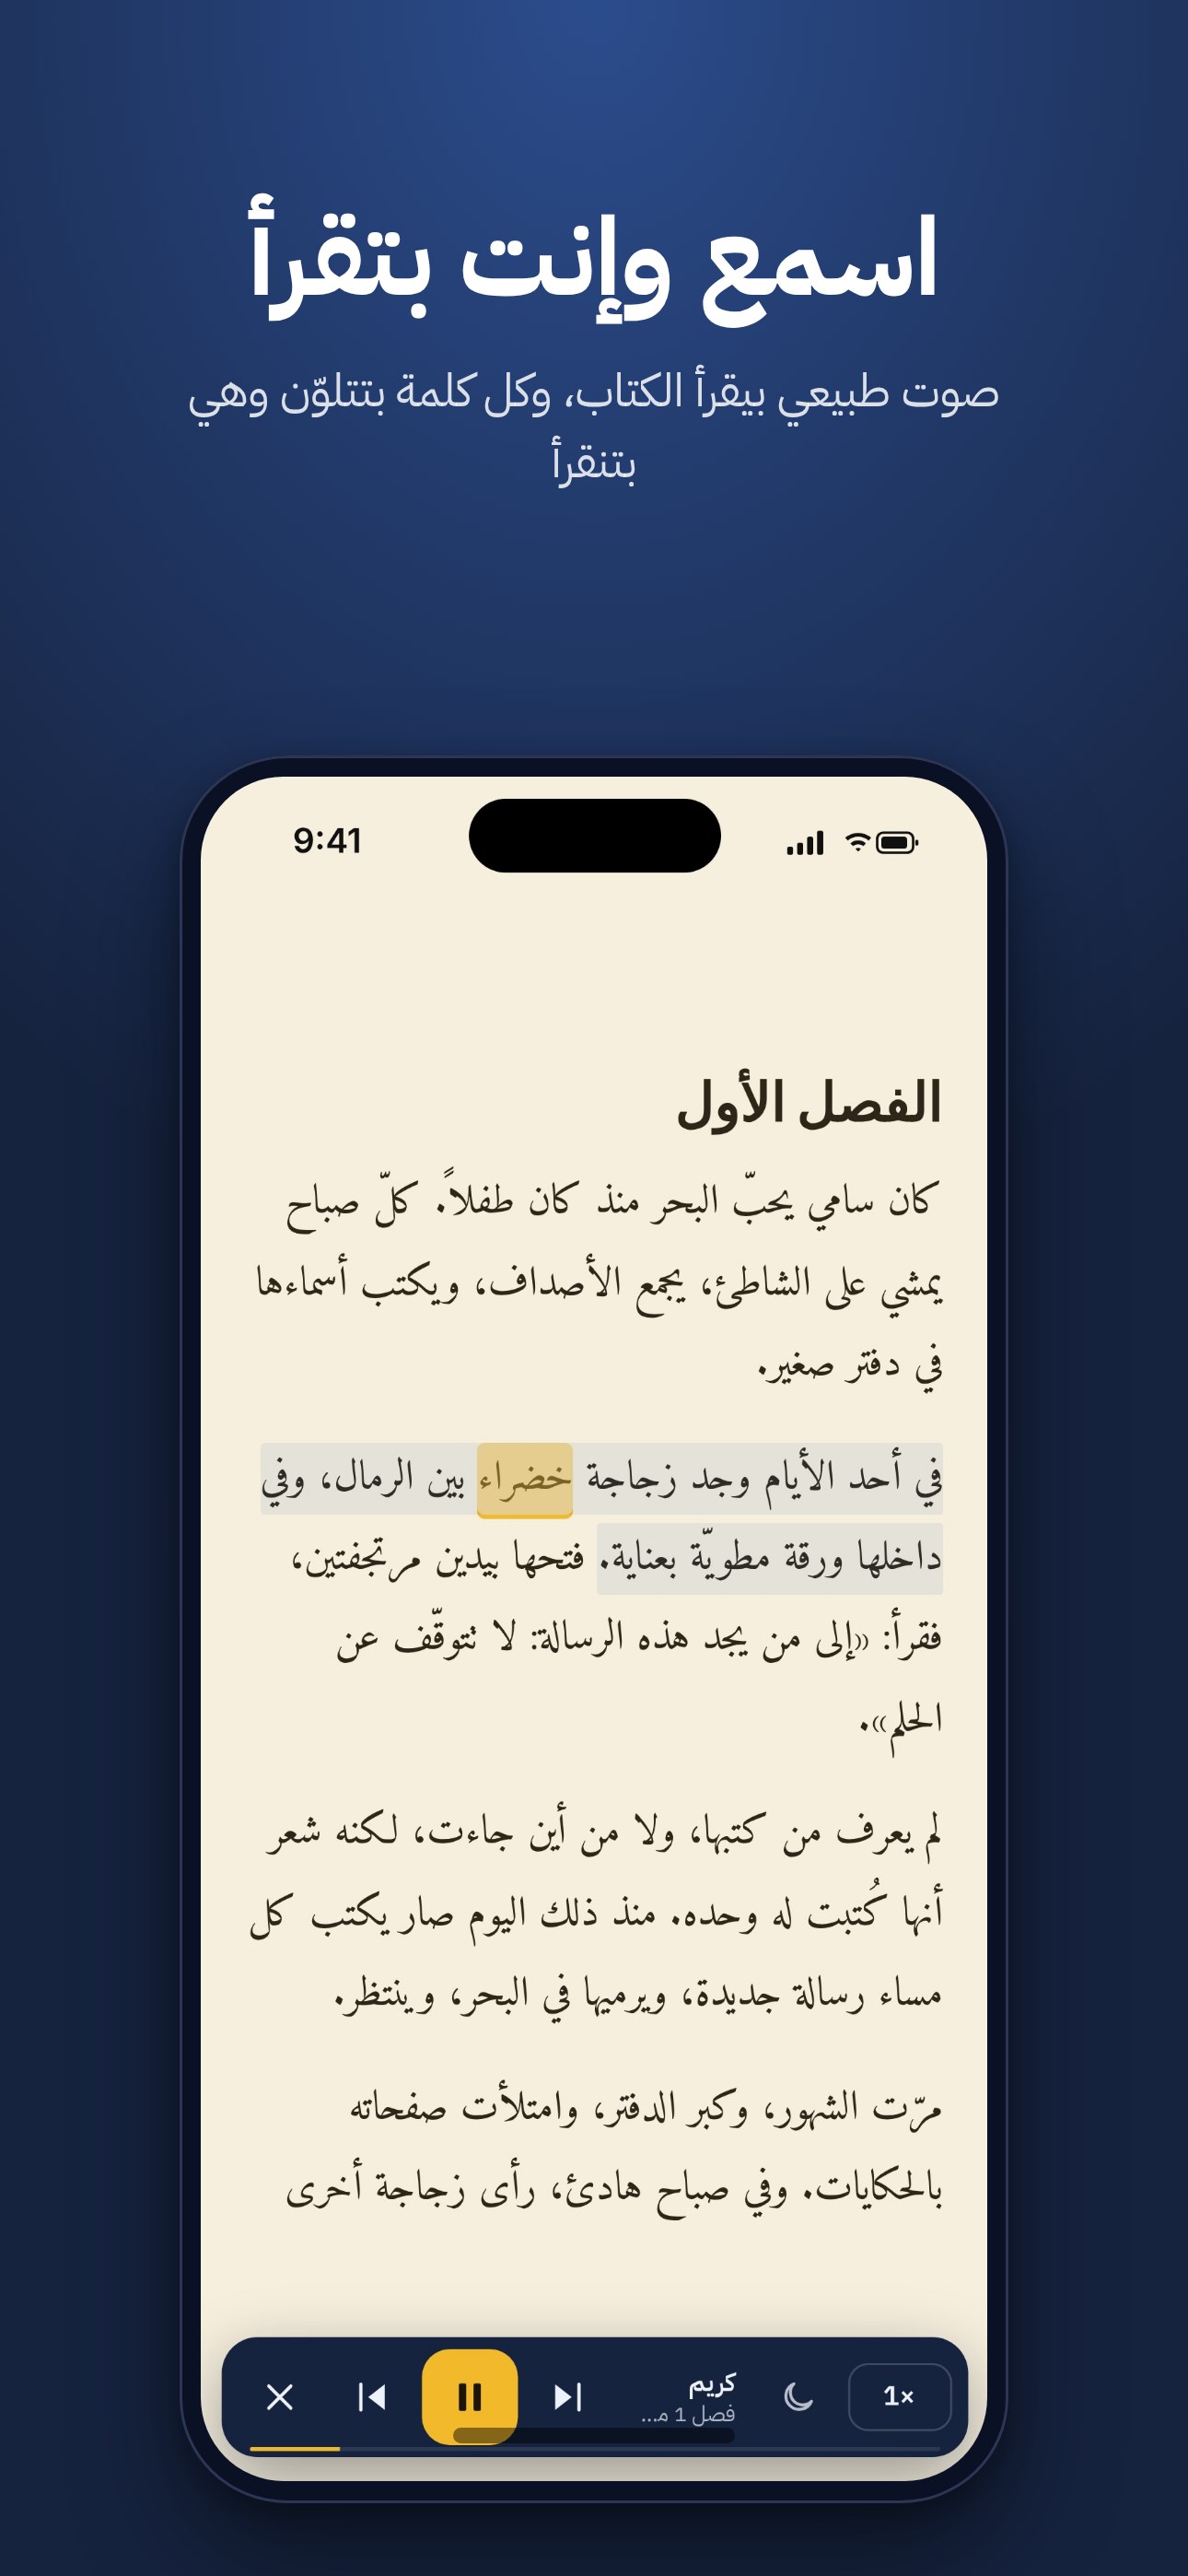 اسمع وإنت بتقرأ
صوت طبيعي بيقرأ الكتاب، وكل كلمة بتتلوّن وهي
بتنقرأ
9:41
الفصل الأول
كان سامي يحبّ البحر منذ كان طفلاً. كلّ صباح
يمشي على الشاطئ، يجمع الأصداف، ويكتب أسماءها
في دفتر صغير.
في أحد الأيام وجد زجاجة خضراء بين الرمال، وفي
داخلها ورقة مطويّة بعناية. فتحها بيدين مرتجفتين،
فقرأ: «إلى من يجد هذه الرسالة: لا تتوقّف عن
الحلم».
لم يعرف من كتبها، ولا من أين جاءت، لكنه شعر
أنها كُتبت له وحده. منذ ذلك اليوم صار يكتب كل
مساء رسالة جديدة، ويرميها في البحر، وينتظر.
مرّت الشهور، وكبر الدفتر، وامتلأت صفحاته
بالحكايات. وفي صباح هادئ، رأى زجاجة أخرى
1×
كريم
فصل 1 م...